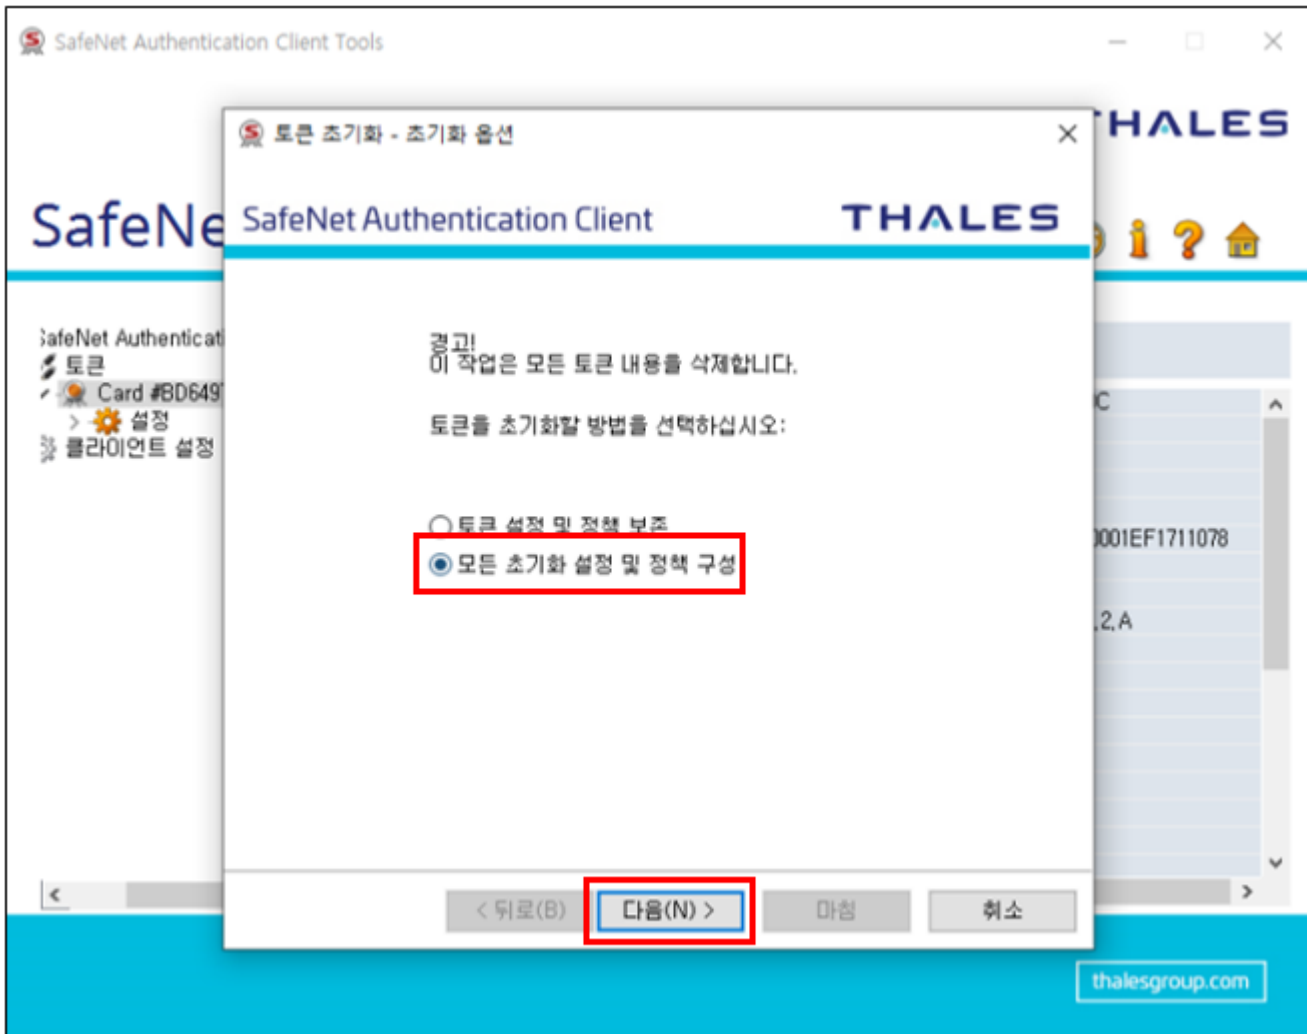 SafeNet Authentication Client Tools
THALES
토큰 초기화 - 초기화 옵션
SafeNet Authentication Client
THALES
경고!
이 작업은 모든 토큰 내용을 삭제합니다.
토큰을 초기화할 방법을 선택하십시오:
토큰 설정 및 정책 보존
모든 초기화 설정 및 정책 구성
< 뒤로(B)
다음(N) >
마침
취소
SafeNe
SafeNet Authenticati
토큰
Card #BD649
설정
클라이언트 설정
C
0001EF1711078
.2.A
thalesgroup.com